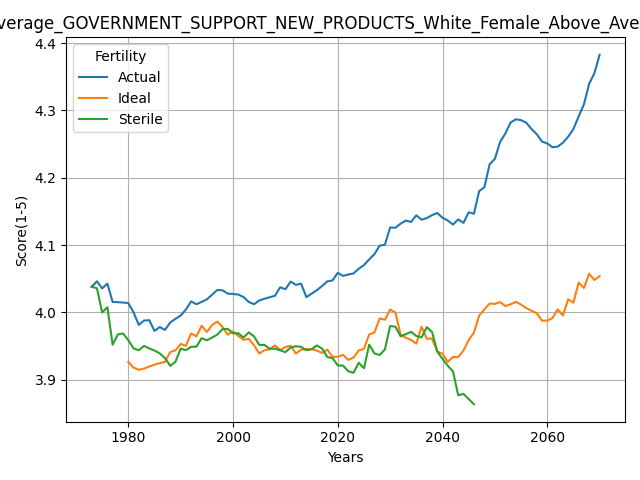 verage_GOVERNMENT_SUPPORT_NEW_PRODUCTS_White_Female_Above_Ave
Fertility
Actual
Ideal
Sterile
Score(1-5)
4.4
4.3
4.2
4.1
4.0
3.9
1980 2000 2020 2040 2060
Years